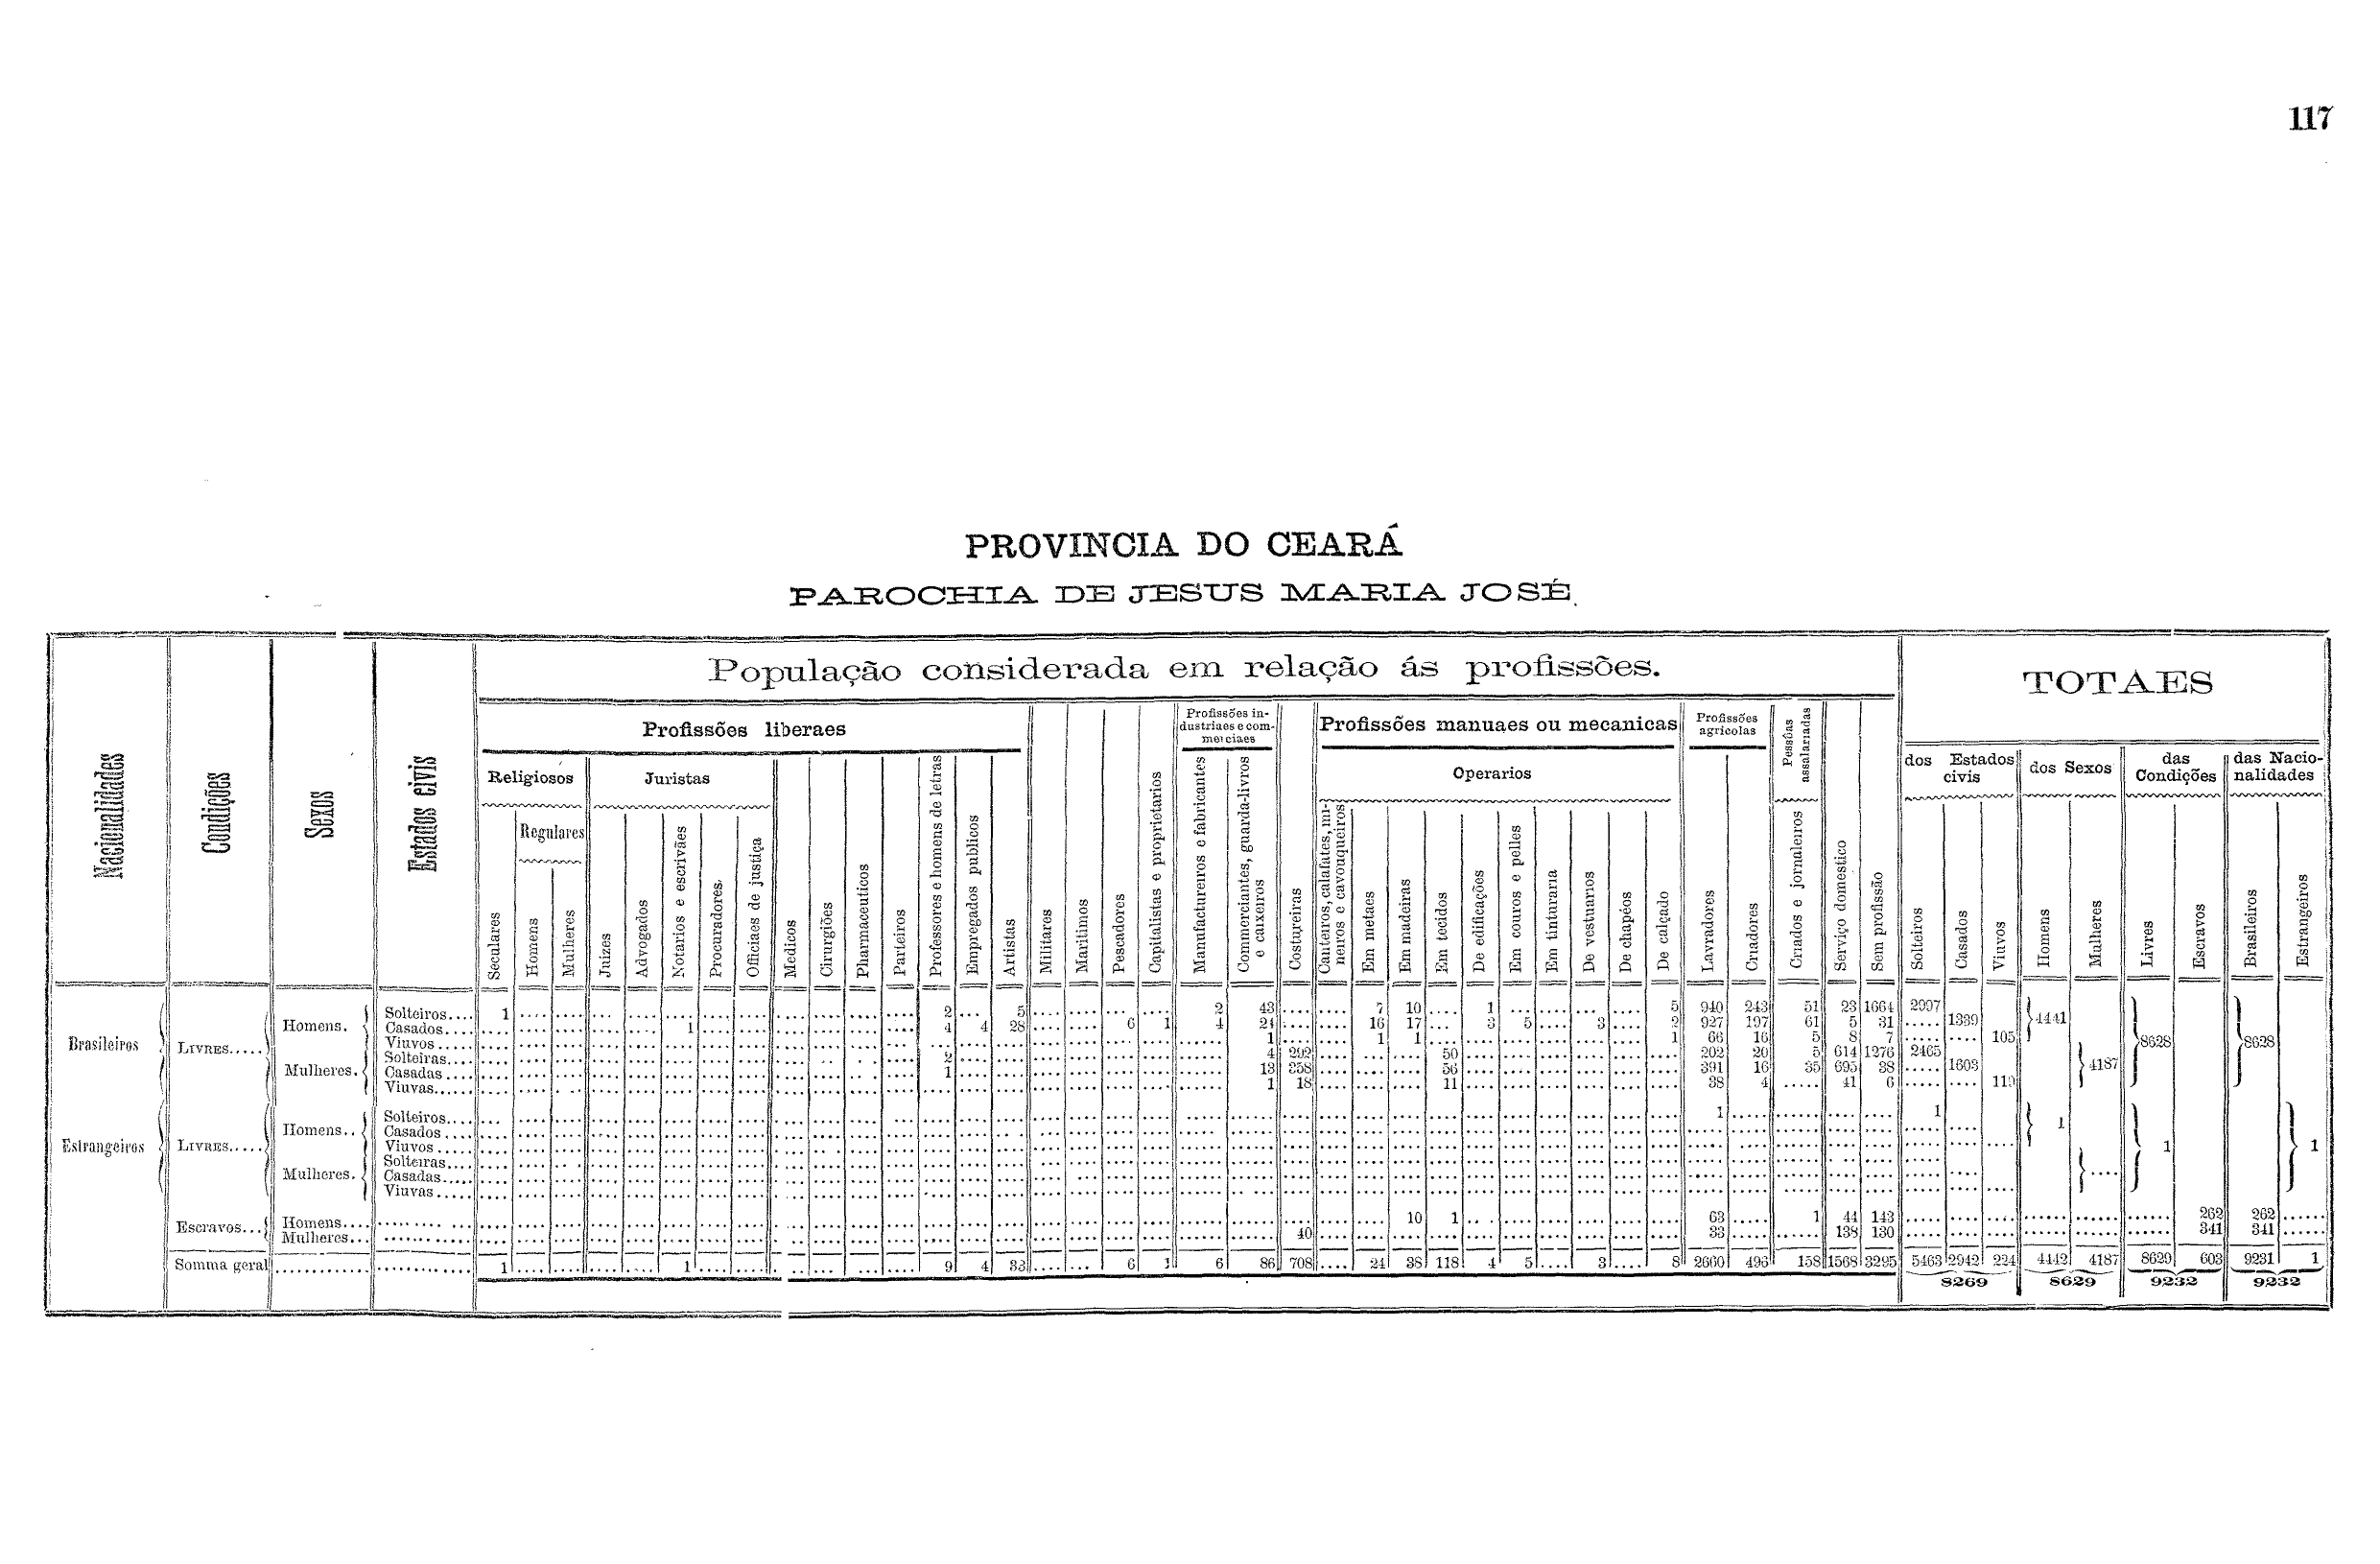 117
PROVINCIA DO CEARÁ
PAROCHIA DE JESUS MARIA JOSÉ
Nacionalidades Condições Sexos Estados civis População considerada em relação ás profissões. TOTAES
Profissões liberaes Profissões industriaes e commerciaes Profissões manuaes ou mecanicas Profissões agricolas Pessôas assalariadas
Religiosos Juristas Operarios dos Estados civis dos Sexos das Condições das Nacionalidades
Regulares
Seculares Homens Mulheres Juizes Advogados Notarios e escrivães Procuradores Officiaes de justiça Medicos Cirurgiões Pharmaceuticos Parteiros Professores e homens de letras Empregados publicos Artistas Militares Maritimos Pescadores Capitalistas e proprietarios Manufactureiros e fabricantes Commerciantes, guarda-livros e caixeiros Costureiras Canteiros, calafates, mineiros e cavouqueiros Em metaes Em madeiras Em tecidos De edificações Em couros e pelles Em tinturaria De vestuarios De chapéos De calçado Lavradores Criadores Criados e jornaleiros Serviço domestico Sem profissão Solteiros Casados Viuvos Homens Mulheres Livres Escravos Brasileiros Estrangeiros
Brasileiros LIVRES..... Homens. Solteiros.... 1 2 5 2 43 7 10 1 5 940 243 51 23 1664 2997 4441 8628 8628
Casados.... 1 4 4 28 6 1 4 24 16 17 3 5 3 2 927 197 61 5 31 1339
Viuvos..... 1 1 1 1 66 16 5 8 7 105
Mulheres. Solteiras.... 2 4 292 50 202 20 5 614 1276 2465 4187
Casadas.... 1 13 358 56 391 16 35 695 38 1603
Viuvas...... 1 18 11 38 4 41 6
Estrangeiros LIVRES..... Homens.. Solteiros.... 1 1 1 1 1
Casados....
Viuvos.....
Mulheres. Solteiras....
Casadas....
Viuvas.....
Escravos... Homens.... 10 1 63 1 44 143 262 262
Mulheres... 40 33 138 130 341 341
Somma geral 1 1 9 4 33 6 1 6 86 708 24 38 118 4 5 3 8 2660 496 158 1568 3295 5463 2942 224 4442 4187 8629 603 9231 1
8269 8629 9232 9232